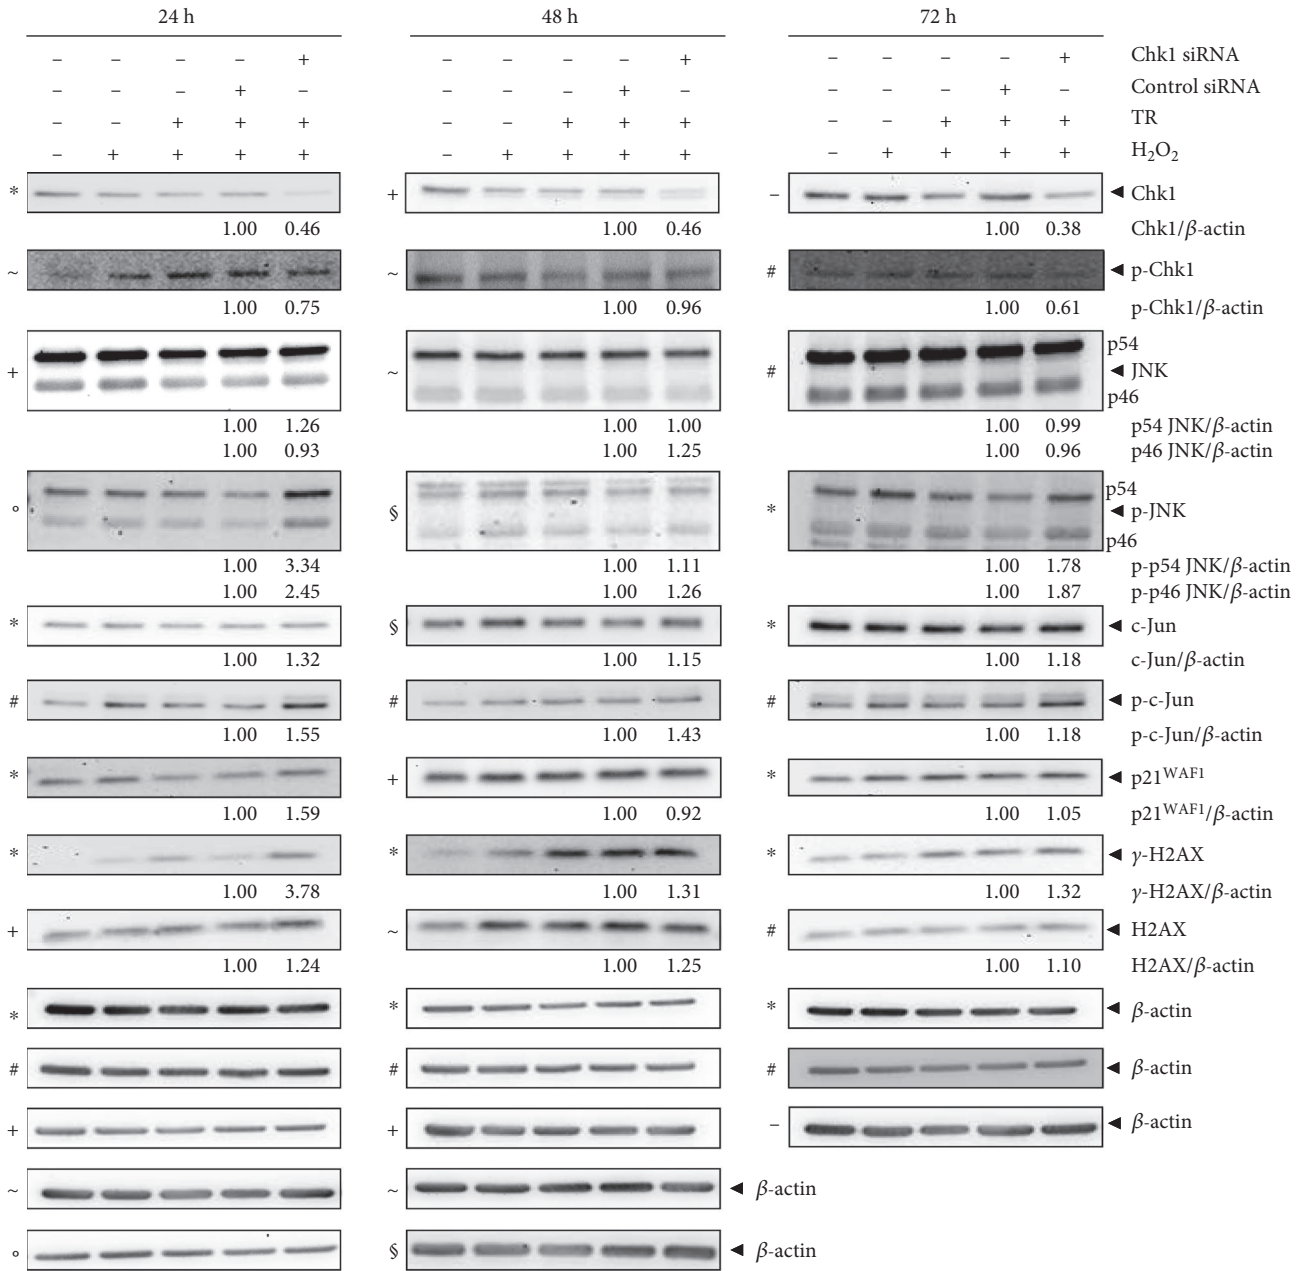 24 h 48 h 72 h
– – – – + – – – – + – – – – + Chk1 siRNA
– – – + – – – – + – – – – + – Control siRNA
– – + + + – – + + + – – + + + TR
– + + + + – + + + + – + + + + H₂O₂
* + – ◄ Chk1
1.00 0.46 1.00 0.46 1.00 0.38 Chk1/β-actin
~ ~ # ◄ p-Chk1
1.00 0.75 1.00 0.96 1.00 0.61 p-Chk1/β-actin
p54
+ ~ # ◄ JNK
p46
1.00 1.26 1.00 1.00 1.00 0.99 p54 JNK/β-actin
1.00 0.93 1.00 1.25 1.00 0.96 p46 JNK/β-actin
p54
° § * ◄ p-JNK
p46
1.00 3.34 1.00 1.11 1.00 1.78 p-p54 JNK/β-actin
1.00 2.45 1.00 1.26 1.00 1.87 p-p46 JNK/β-actin
* § * ◄ c-Jun
1.00 1.32 1.00 1.15 1.00 1.18 c-Jun/β-actin
# # # ◄ p-c-Jun
1.00 1.55 1.00 1.43 1.00 1.18 p-c-Jun/β-actin
* + * ◄ p21ᵂᴬᶠ¹
1.00 1.59 1.00 0.92 1.00 1.05 p21ᵂᴬᶠ¹/β-actin
* * * ◄ γ-H2AX
1.00 3.78 1.00 1.31 1.00 1.32 γ-H2AX/β-actin
+ ~ # ◄ H2AX
1.00 1.24 1.00 1.25 1.00 1.10 H2AX/β-actin
* * * ◄ β-actin
# # # ◄ β-actin
+ + – ◄ β-actin
~ ~ ◄ β-actin
° § ◄ β-actin